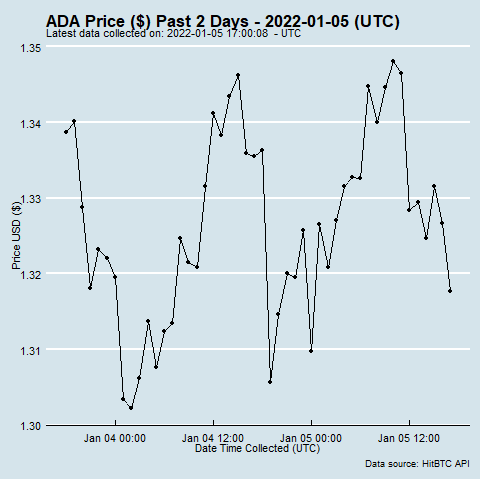 ADA Price ($) Past 2 Days - 2022-01-05 (UTC)
Latest data collected on: 2022-01-05 17:00:08 - UTC
1.35
1.34
1.33
1.32
1.31
1.30
Price USD ($)
Jan 04 00:00
Jan 04 12:00
Jan 05 00:00
Jan 05 12:00
Date Time Collected (UTC)
Data source: HitBTC API